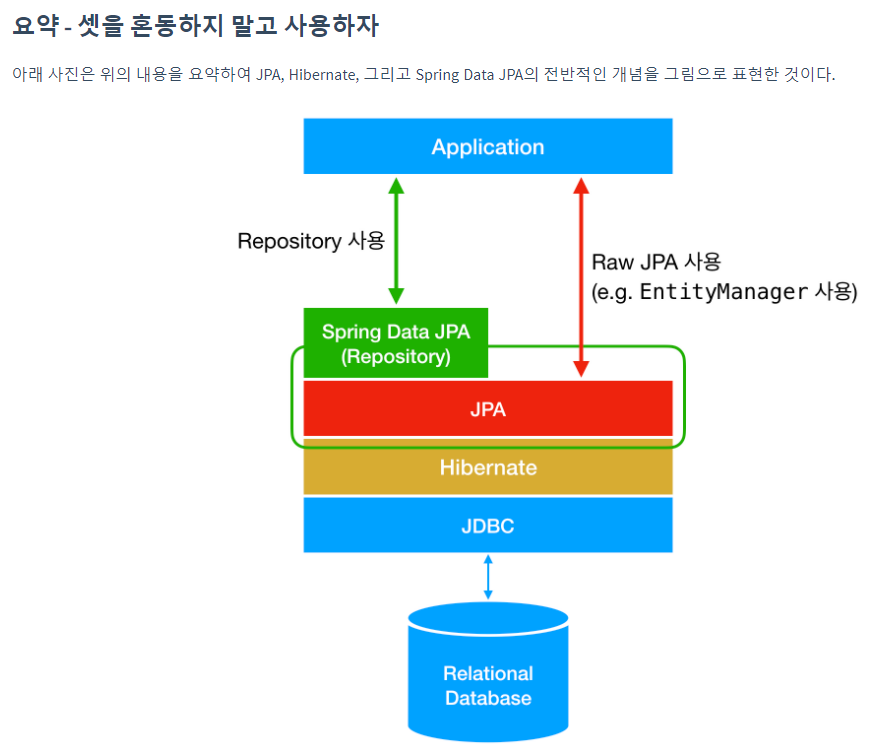 요약 - 셋을 혼동하지 말고 사용하자
아래 사진은 위의 내용을 요약하여 JPA, Hibernate, 그리고 Spring Data JPA의 전반적인 개념을 그림으로 표현한 것이다.
Application
Repository 사용
Raw JPA 사용
(e.g. EntityManager 사용)
Spring Data JPA
(Repository)
JPA
Hibernate
JDBC
Relational
Database